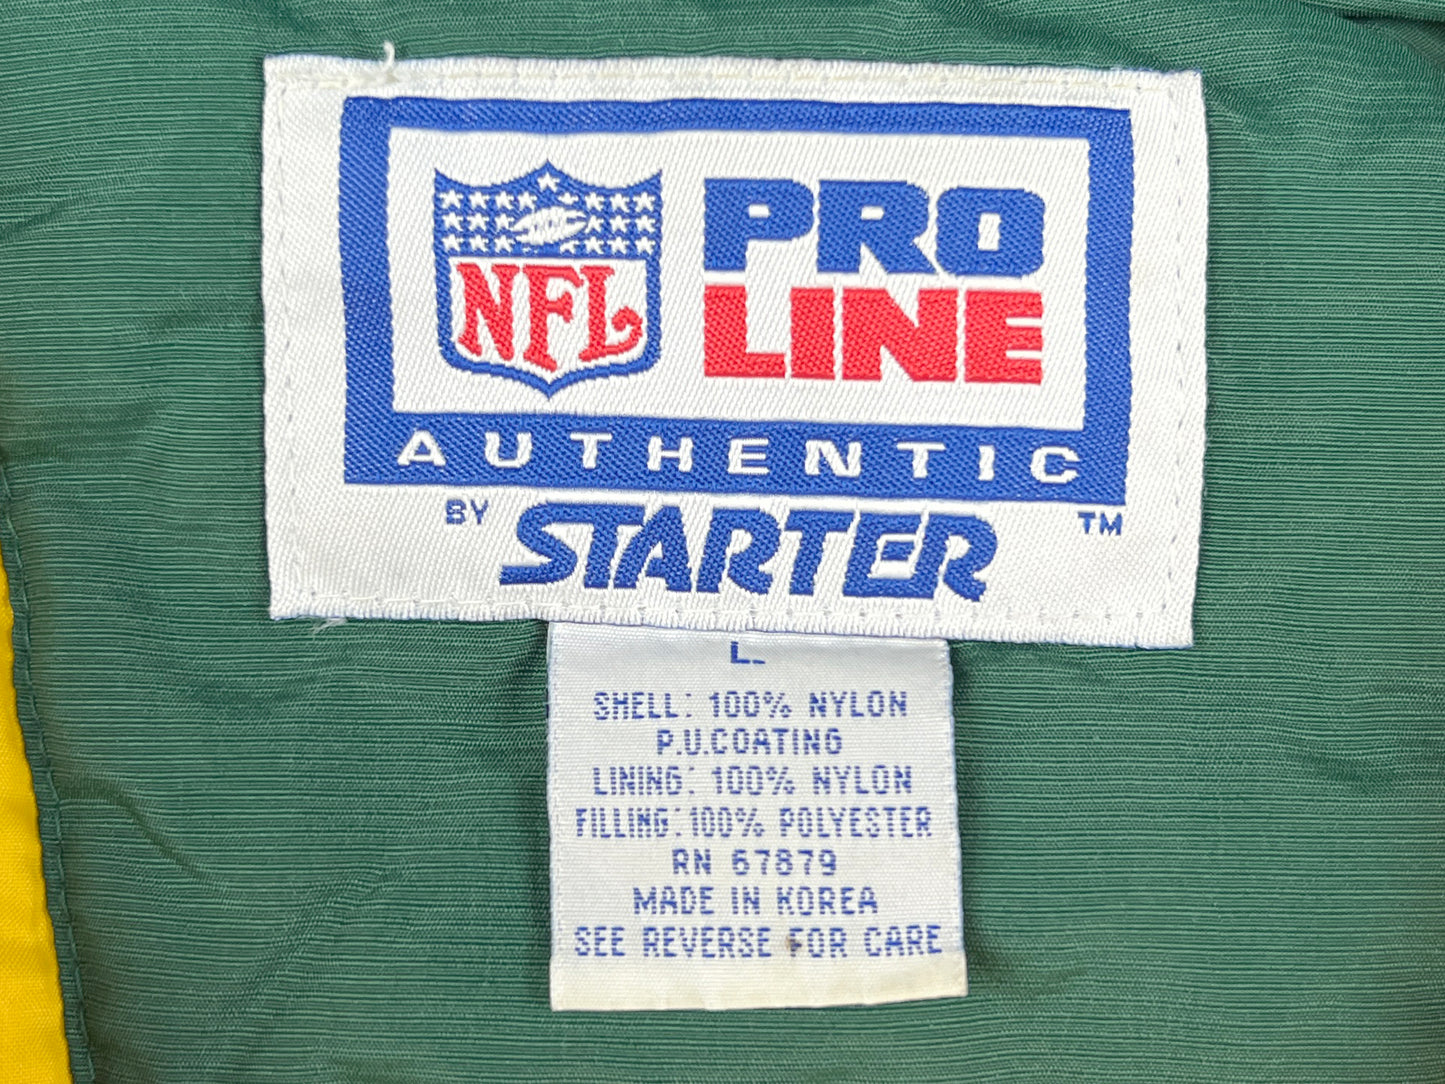 NFL
PRO
LINE
AUTHENTIC
BY STARTER TM
L
SHELL: 100% NYLON
P.U.COATING
LINING: 100% NYLON
FILLING: 100% POLYESTER
RN 67879
MADE IN KOREA
SEE REVERSE FOR CARE